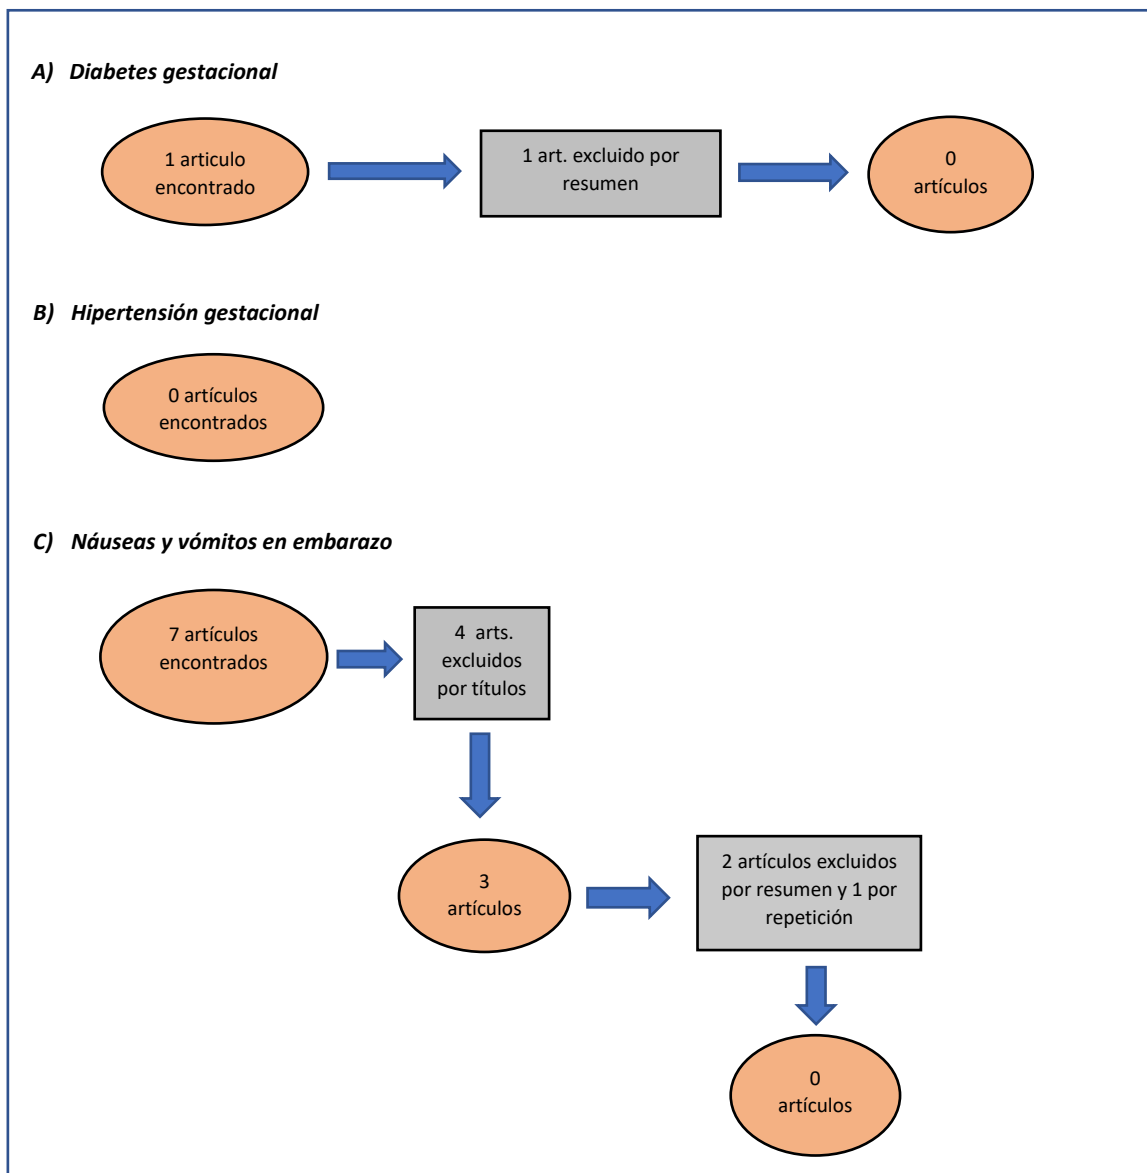 A) Diabetes gestacional
1 articulo
encontrado
1 art. excluido por
resumen
0
artículos
B) Hipertensión gestacional
0 artículos
encontrados
C) Náuseas y vómitos en embarazo
7 artículos
encontrados
4 arts.
excluidos
por títulos
3
artículos
2 artículos excluidos
por resumen y 1 por
repetición
0
artículos